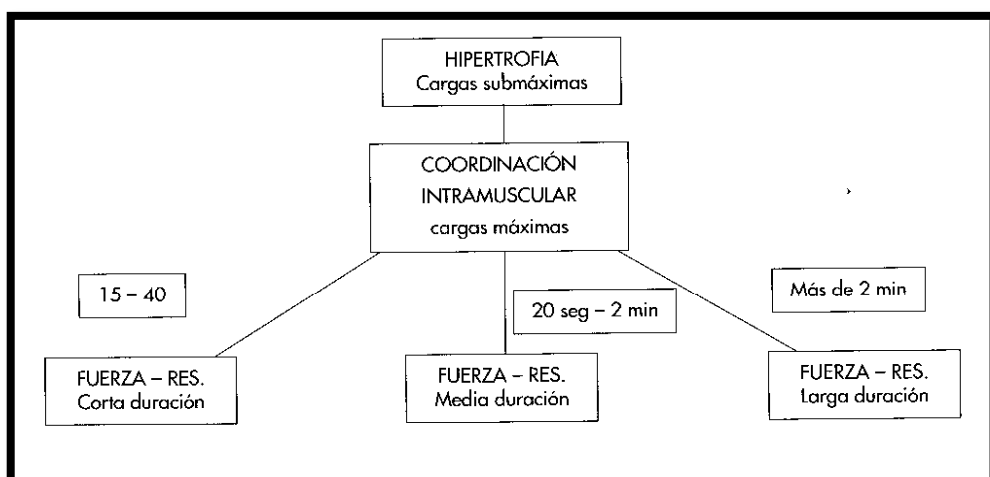 HIPERTROFIA
Cargas submáximas
COORDINACIÓN
INTRAMUSCULAR
cargas máximas
15 – 40
20 seg – 2 min
Más de 2 min
FUERZA – RES.
Corta duración
FUERZA – RES.
Media duración
FUERZA – RES.
Larga duración